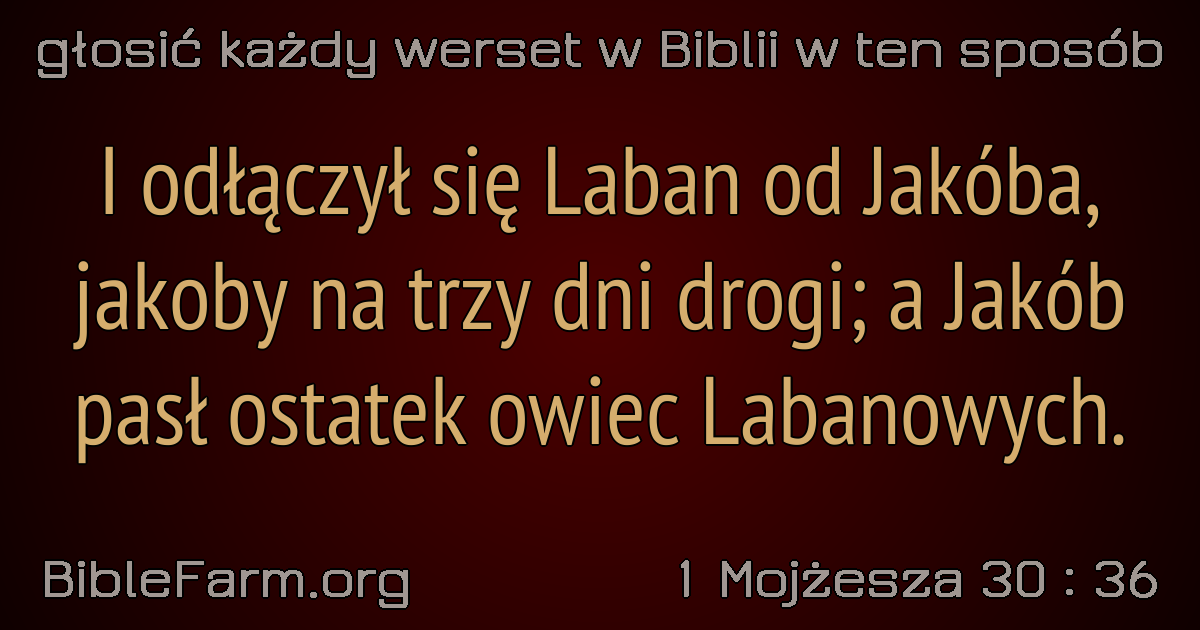 głosić każdy werset w Biblii w ten sposób
I odłączył się Laban od Jakóba,
jakoby na trzy dni drogi; a Jakób
pasł ostatek owiec Labanowych.
BibleFarm.org
1 Mojżesza 30 : 36